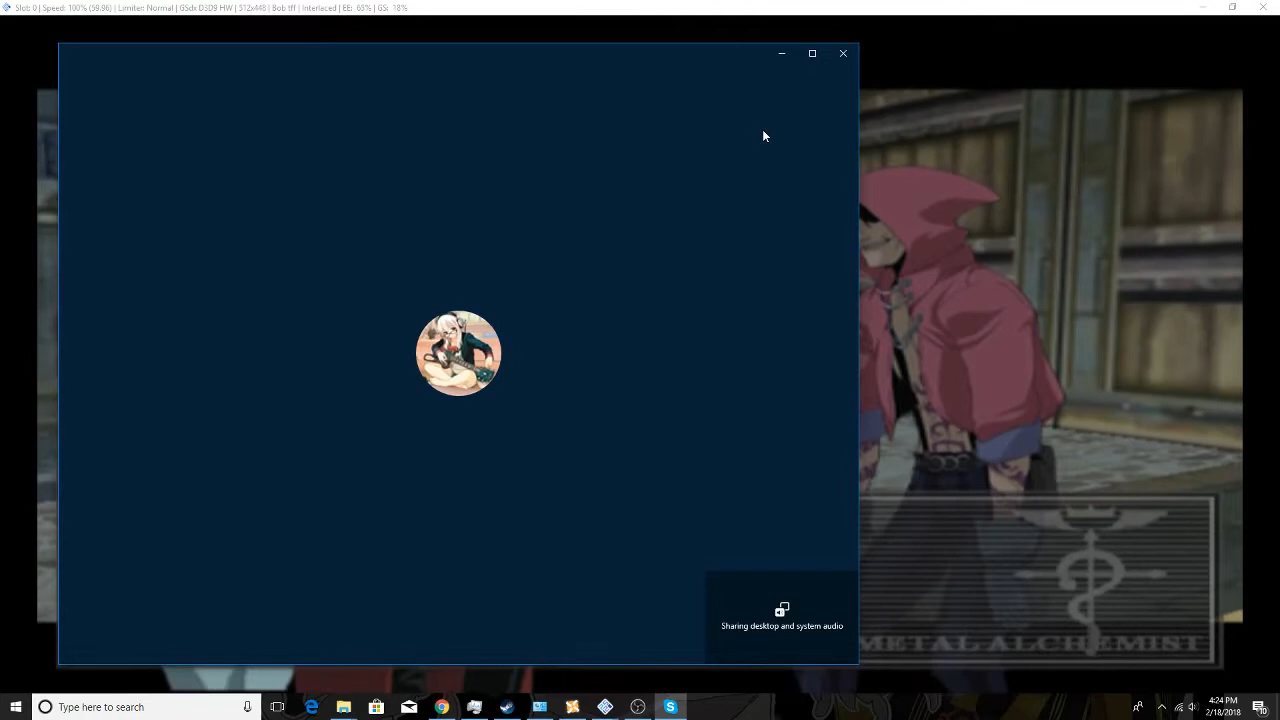 Slot: 0 | Speed: 100% (59.96) | Limiter: Normal | GSdx D3D9 HW | 512x448 | Bob tff | Interlaced | EE: 65% | GS: 18%
Sharing desktop and system audio
METAL ALCHEMIST
Type here to search
4:24 PM
2/18/2018